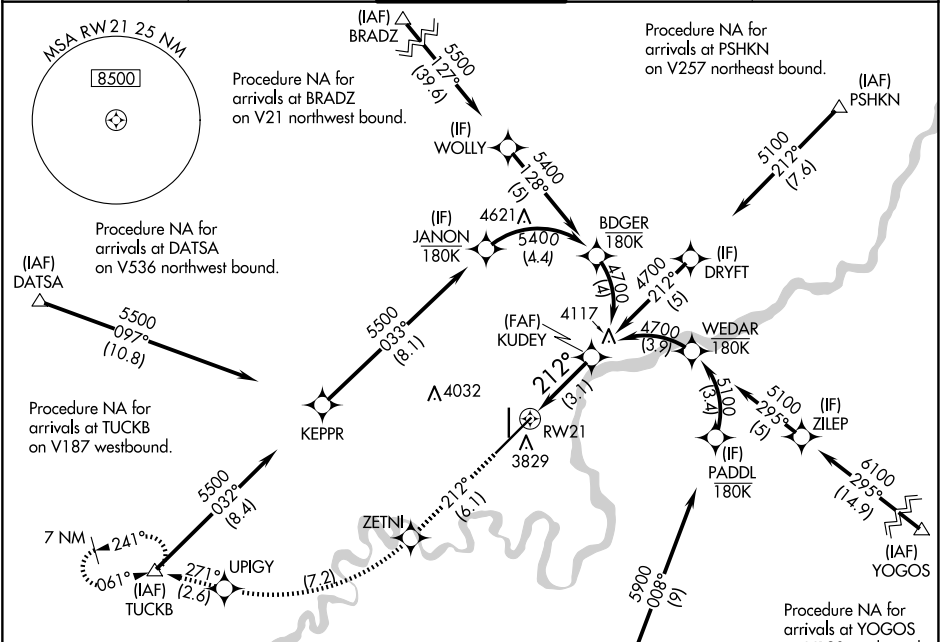 MSA RW 21 25 NM
8500
(IAF)
BRADZ
5500
127°
(39.6)
Procedure NA for
arrivals at BRADZ
on V21 northwest bound.
Procedure NA for
arrivals at PSHKN
on V257 northeast bound.
(IAF)
PSHKN
5100
212°
(7.6)
(IF)
WOLLY
5400
128°
(5)
Procedure NA for
arrivals at DATSA
on V536 northwest bound.
(IAF)
DATSA
5500
097°
(10.8)
(IF)
JANON
180K
4621
5400
(4.4)
BDGER
180K
4700
(4)
(IF)
DRYFT
4700
212°
(5)
5500
033°
(8.1)
4117
(FAF)
KUDEY
4700
(3.9)
WEDAR
180K
212°
(3.1)
4032
5100
(3.4)
5100
295°
(5)
(IF)
ZILEP
Procedure NA for
arrivals at TUCKB
on V187 westbound.
KEPPR
RW21
3829
(IF)
PADDL
180K
6100
295°
(14.9)
(IAF)
YOGOS
5500
032°
(8.4)
212°
(6.1)
ZETNI
7 NM
241°
061°
(IAF)
TUCKB
271°
(2.6)
UPIGY
(7.2)
5900
008°
(9)
Procedure NA for
arrivals at YOGOS